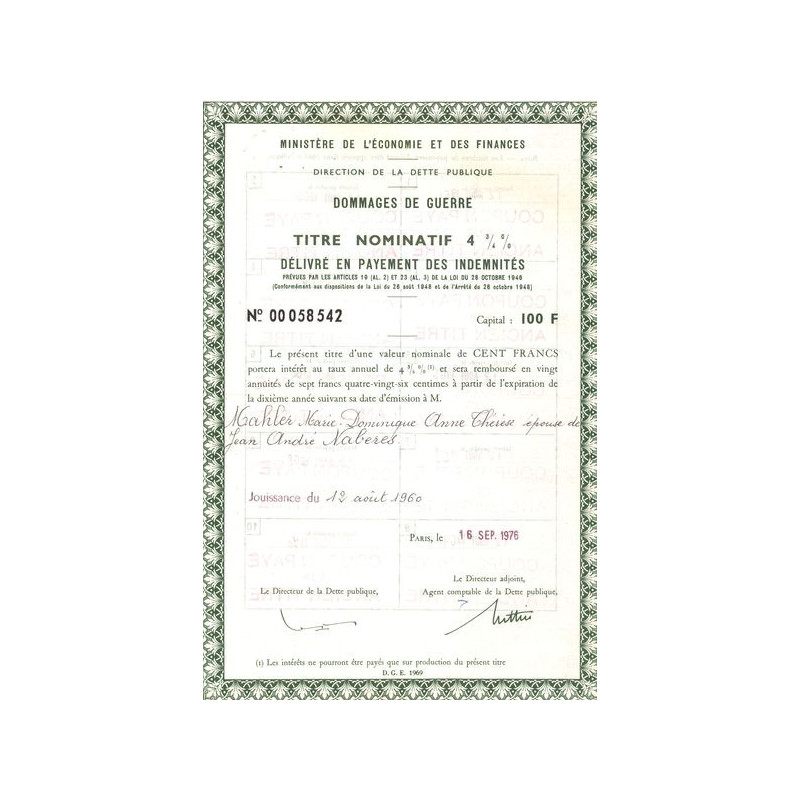 MINISTÈRE DE L'ÉCONOMIE ET DES FINANCES
DIRECTION DE LA DETTE PUBLIQUE
DOMMAGES DE GUERRE
TITRE NOMINATIF 4 3/4 %
DÉLIVRÉ EN PAYEMENT DES INDEMNITÉS
PRÉVUES PAR LES ARTICLES 19 (AL. 2) ET 23 (AL. 3) DE LA LOI DU 28 OCTOBRE 1946
(Conformément aux dispositions de la Loi du 26 août 1948 et de l'Arrêté du 26 octobre 1948)
No 00058542 Capital : 100 F
Le présent titre d'une valeur nominale de CENT FRANCS
portera intérêt au taux annuel de 4 3/4 % (1) et sera remboursé en vingt
annuités de sept francs quatre-vingt-six centimes à partir de l'expiration de
la dixième année suivant sa date d'émission à M.
Mahler Marie-Dominique Anne Thérèse épouse de
Jean André Naberes
Jouissance du 12 août 1960
PARIS, le 16 SEP. 1976
Le Directeur adjoint,
Le Directeur de la Dette publique, Agent comptable de la Dette publique,
(1) Les intérêts ne pourront être payés que sur production du présent titre
D. G. E. 1969